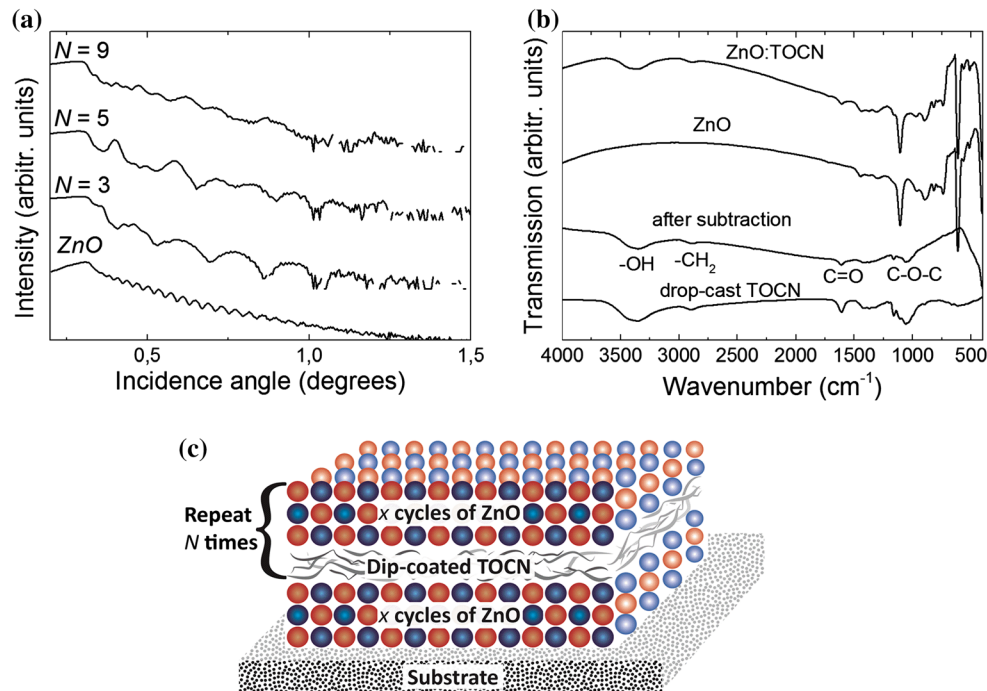 (a)
N = 9
N = 5
N = 3
ZnO
Intensity (arbitr. units)
0,5
1,0
1,5
Incidence angle (degrees)
(b)
ZnO:TOCN
ZnO
after subtraction
-OH
-CH₂
C=O
C-O-C
drop-cast TOCN
Transmission (arbitr. units)
4000 3500 3000 2500 2000 1500 1000 500
Wavenumber (cm⁻¹)
(c)
Repeat
N times
x cycles of ZnO
Dip-coated TOCN
x cycles of ZnO
Substrate